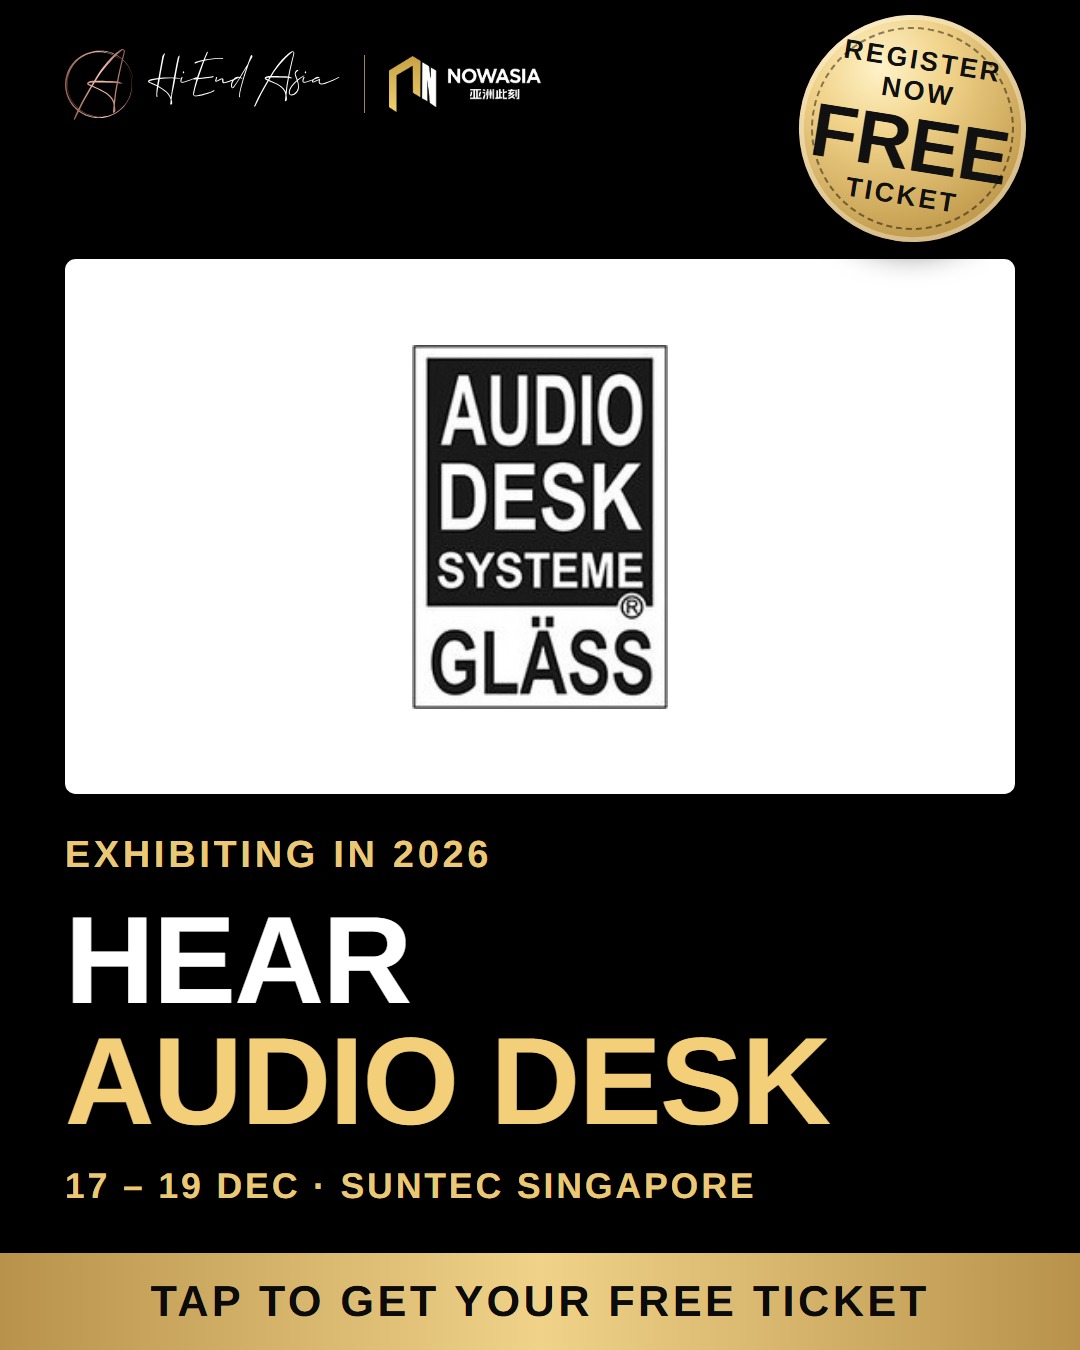 HiEnd Asia
NOWASIA
亚洲此刻
REGISTER
NOW
FREE
TICKET
AUDIO
DESK
SYSTEME
®
GLÄSS
EXHIBITING IN 2026
HEAR
AUDIO DESK
17 – 19 DEC · SUNTEC SINGAPORE
TAP TO GET YOUR FREE TICKET